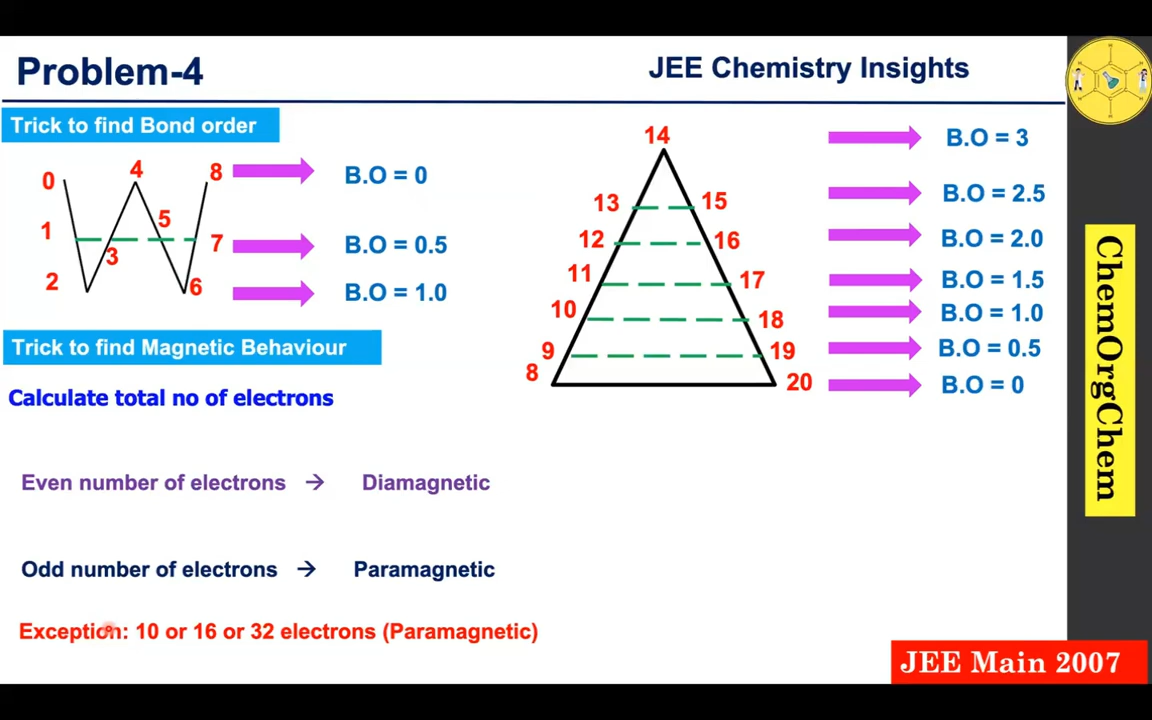 Problem-4
JEE Chemistry Insights
Trick to find Bond order
0 4 8 B.O = 0
1 5 7 B.O = 0.5
3
2 6 B.O = 1.0
14 B.O = 3
13 15 B.O = 2.5
12 16 B.O = 2.0
11 17 B.O = 1.5
10 18 B.O = 1.0
9 19 B.O = 0.5
8 20 B.O = 0
Trick to find Magnetic Behaviour
Calculate total no of electrons
Even number of electrons → Diamagnetic
Odd number of electrons → Paramagnetic
Exception: 10 or 16 or 32 electrons (Paramagnetic)
ChemOrgChem
JEE Main 2007